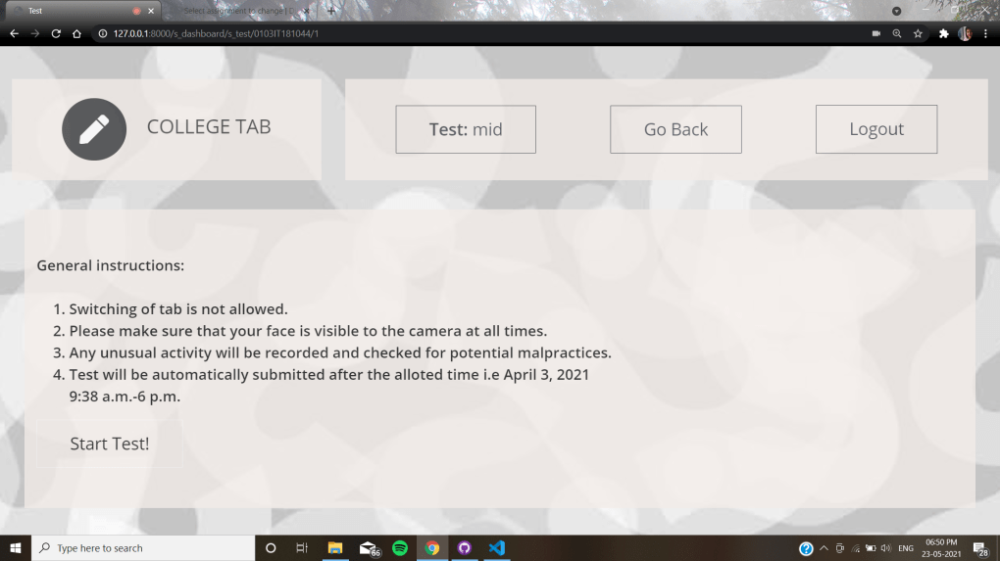 Test
Select assignment to change | D
127.0.0.1:8000/s_dashboard/s_test/0103IT181044/1
COLLEGE TAB
Test: mid
Go Back
Logout
General instructions:
1. Switching of tab is not allowed.
2. Please make sure that your face is visible to the camera at all times.
3. Any unusual activity will be recorded and checked for potential malpractices.
4. Test will be automatically submitted after the alloted time i.e April 3, 2021
9:38 a.m.-6 p.m.
Start Test!
Type here to search
66
ENG
06:50 PM
23-05-2021
28